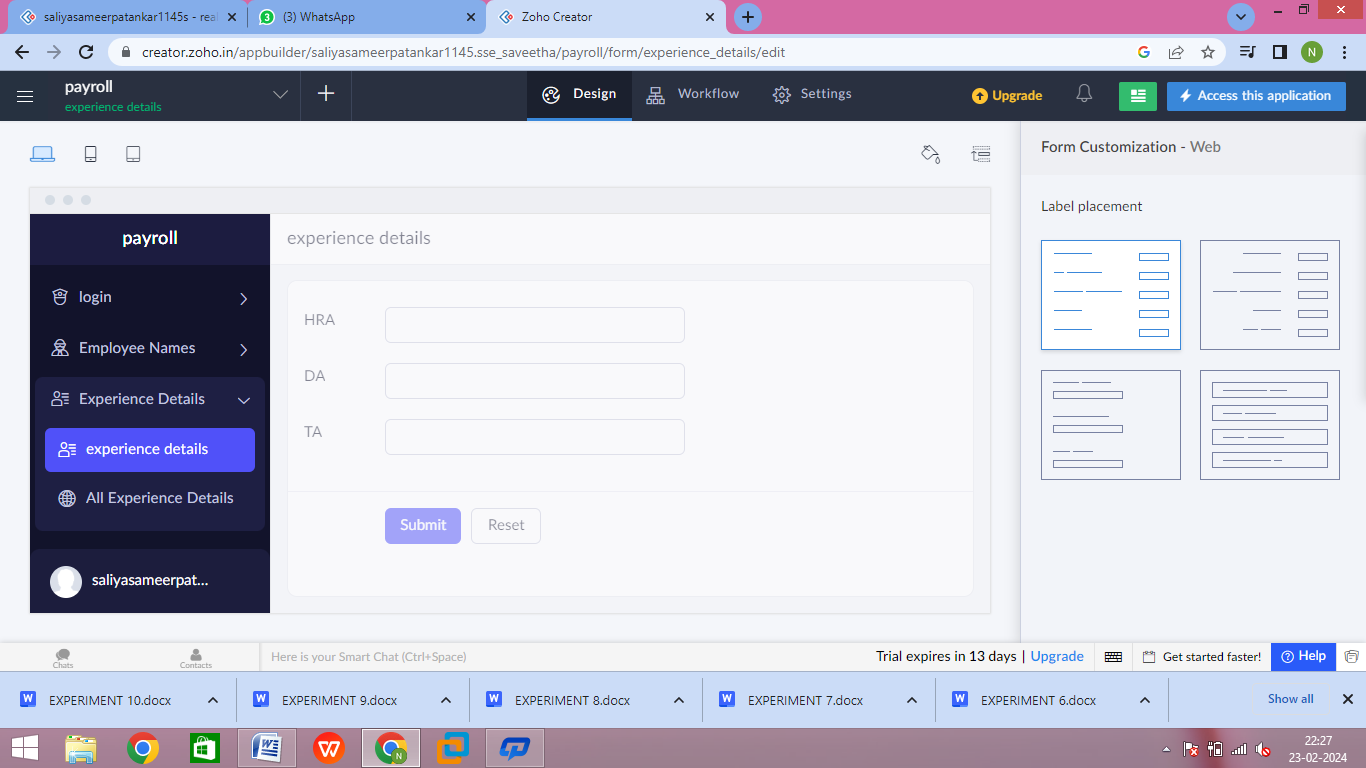 saliyasameerpatankar1145s - real
(3) WhatsApp
Zoho Creator
creator.zoho.in/appbuilder/saliyasameerpatankar1145.sse_saveetha/payroll/form/experience_details/edit
N
payroll
experience details
Design
Workflow
Settings
Upgrade
Access this application
Form Customization - Web
Label placement
payroll
experience details
login
Employee Names
Experience Details
experience details
All Experience Details
saliyasameerpat...
HRA
DA
TA
Submit
Reset
Chats
Contacts
Here is your Smart Chat (Ctrl+Space)
Trial expires in 13 days | Upgrade
Get started faster!
Help
EXPERIMENT 10.docx
EXPERIMENT 9.docx
EXPERIMENT 8.docx
EXPERIMENT 7.docx
EXPERIMENT 6.docx
Show all
22:27
23-02-2024